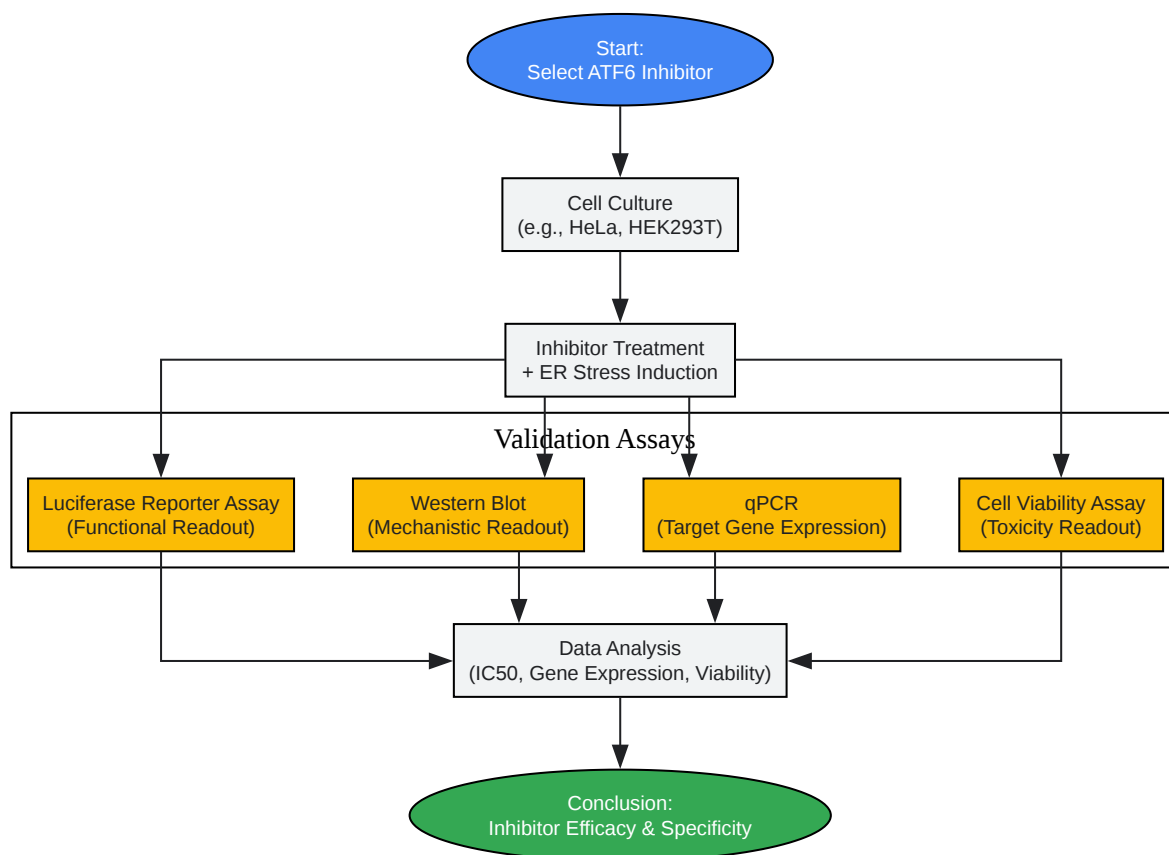 Start:
Select ATF6 Inhibitor
Cell Culture
(e.g., HeLa, HEK293T)
Inhibitor Treatment
+ ER Stress Induction
Validation Assays
Luciferase Reporter Assay
(Functional Readout)
Western Blot
(Mechanistic Readout)
qPCR
(Target Gene Expression)
Cell Viability Assay
(Toxicity Readout)
Data Analysis
(IC50, Gene Expression, Viability)
Conclusion:
Inhibitor Efficacy & Specificity